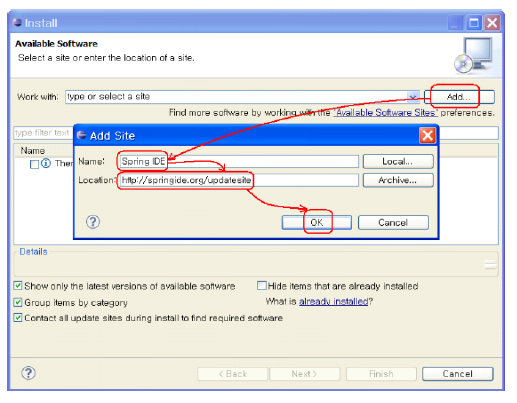 Install
Available Software
Select a site or enter the location of a site.
Work with: type or select a site
Add...
Find more software by working with the "Available Software Sites" preferences.
type filter text
Name
Ther
Add Site
Name: Spring IDE
Local...
Location: http://springide.org/updatesite
Archive...
OK
Cancel
Details
Show only the latest versions of available software
Hide items that are already installed
Group items by category
What is already installed?
Contact all update sites during install to find required software
< Back
Next >
Finish
Cancel